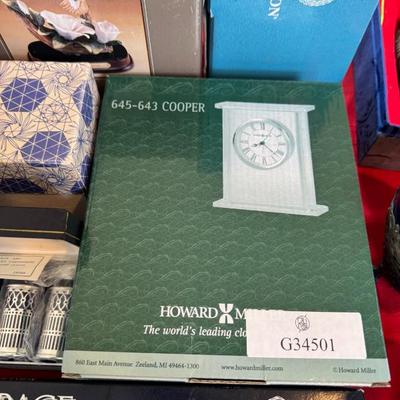 645-643 COOPER
HOWARD MILLER
The world's leading clo
G34501
860 East Main Avenue Zeeland, MI 49464-1300
www.howardmiller.com
© Howard Miller